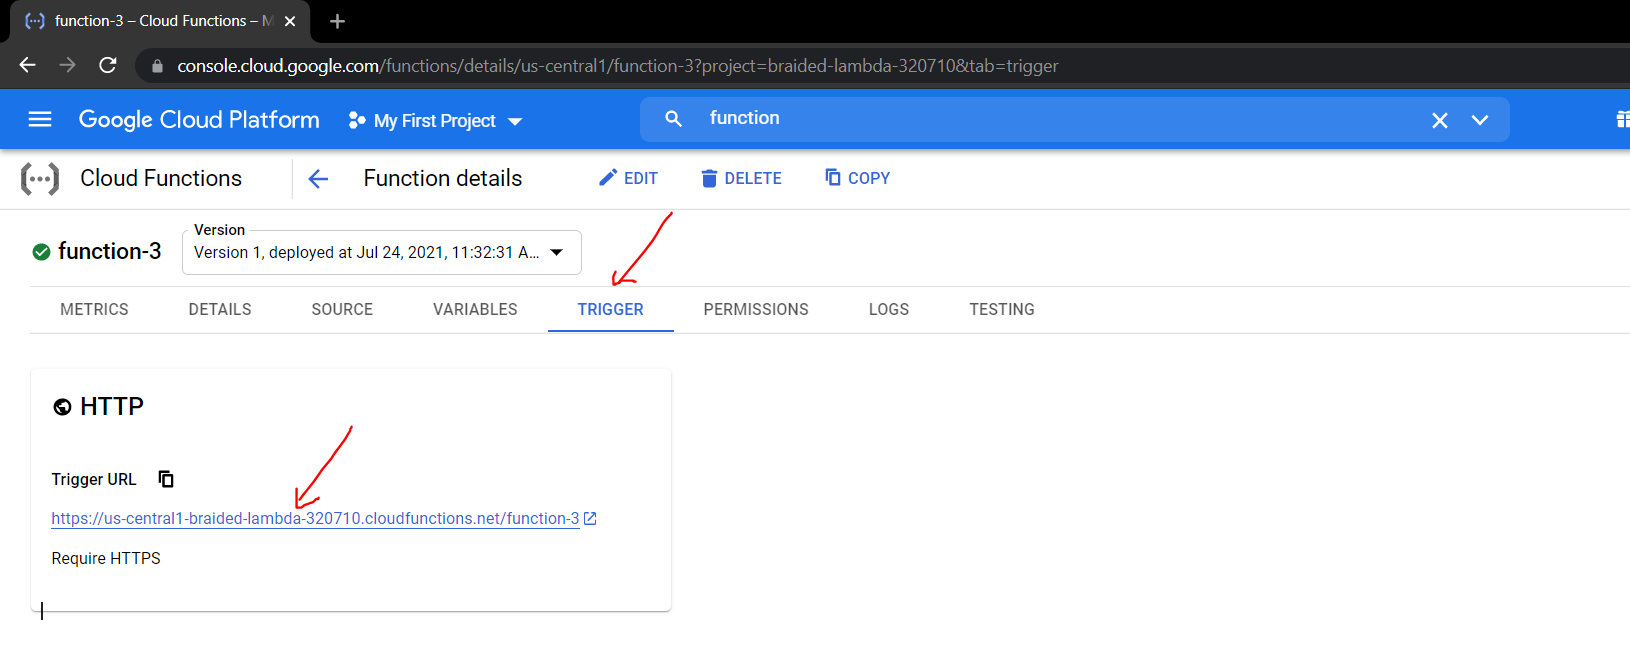 function-3 – Cloud Functions – M
console.cloud.google.com/functions/details/us-central1/function-3?project=braided-lambda-320710&tab=trigger
Google Cloud Platform My First Project function
Cloud Functions Function details EDIT DELETE COPY
Version
function-3 Version 1, deployed at Jul 24, 2021, 11:32:31 A...
METRICS DETAILS SOURCE VARIABLES TRIGGER PERMISSIONS LOGS TESTING
HTTP
Trigger URL
https://us-central1-braided-lambda-320710.cloudfunctions.net/function-3
Require HTTPS